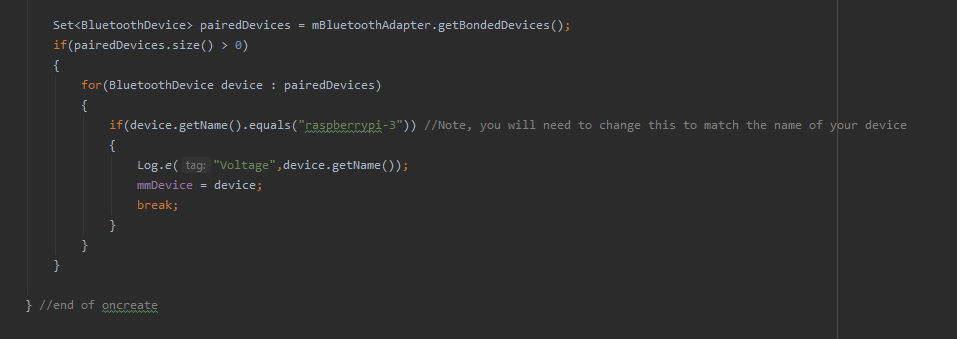 Set<BluetoothDevice> pairedDevices = mBluetoothAdapter.getBondedDevices();
if(pairedDevices.size() > 0)
{
for(BluetoothDevice device : pairedDevices)
{
if(device.getName().equals("raspberrypi-3")) //Note, you will need to change this to match the name of your device
{
Log.e( tag: "Voltage",device.getName());
mmDevice = device;
break;
}
}
}
} //end of oncreate